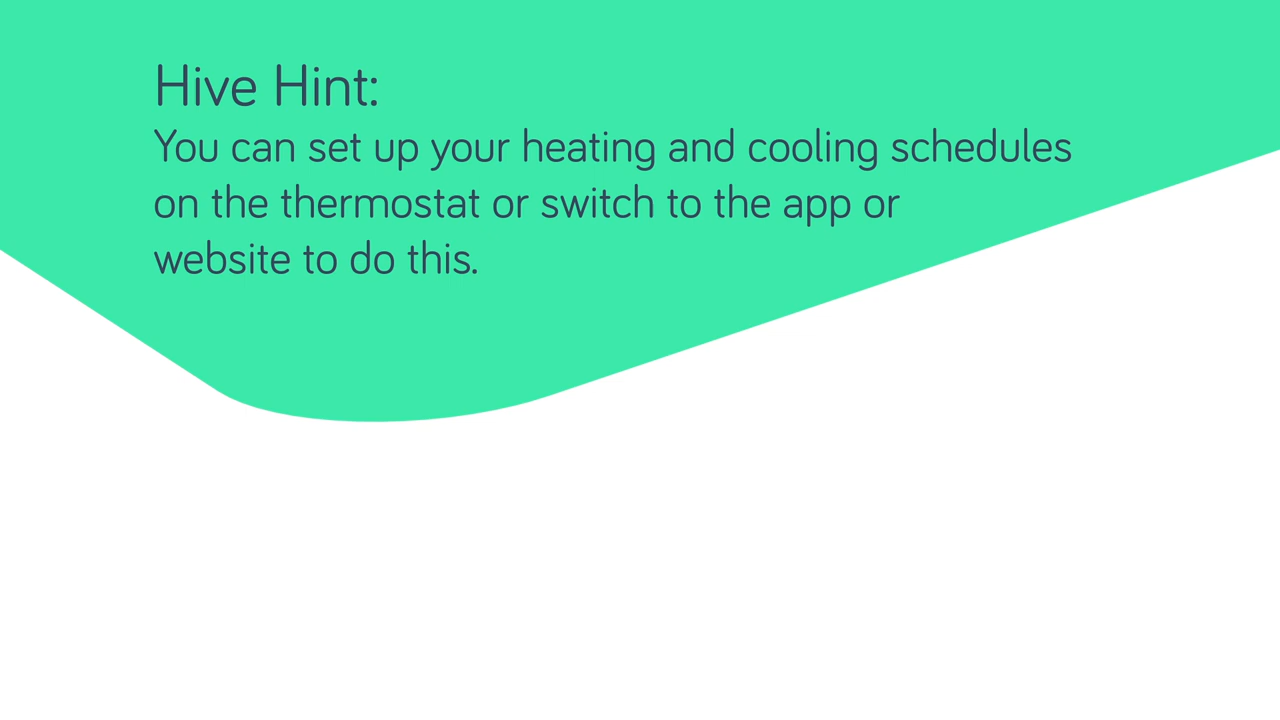 Hive Hint:
You can set up your heating and cooling schedules
on the thermostat or switch to the app or
website to do this.